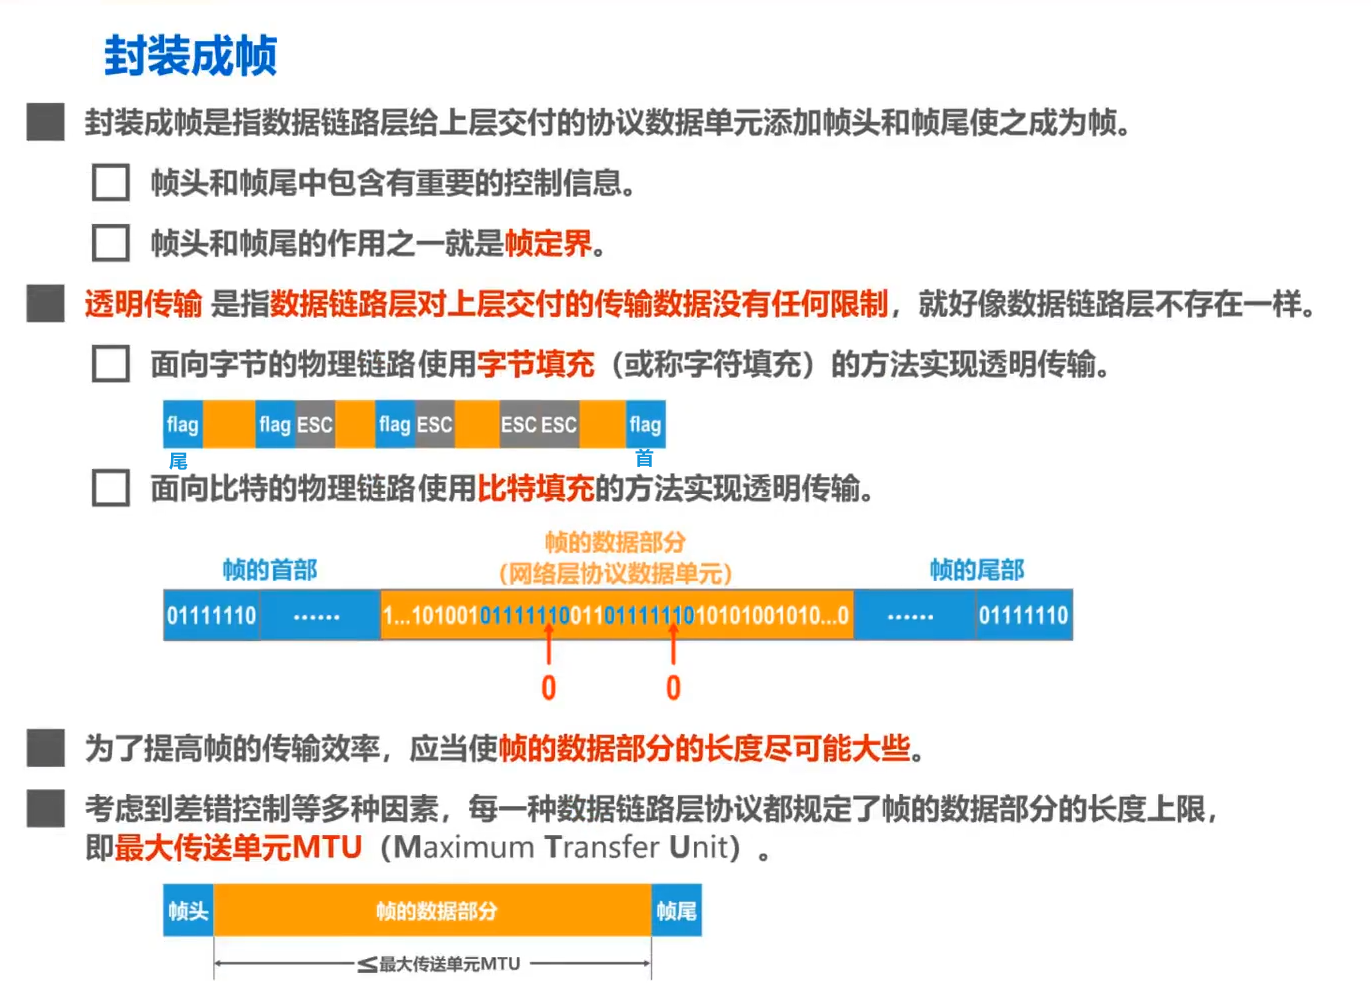 封装成帧
封装成帧是指数据链路层给上层交付的协议数据单元添加帧头和帧尾使之成为帧。
帧头和帧尾中包含有重要的控制信息。
帧头和帧尾的作用之一就是帧定界。
透明传输 是指数据链路层对上层交付的传输数据没有任何限制，就好像数据链路层不存在一样。
面向字节的物理链路使用字节填充（或称字符填充）的方法实现透明传输。
flag flag ESC flag ESC ESC ESC flag
尾 首
面向比特的物理链路使用比特填充的方法实现透明传输。
帧的数据部分
帧的首部 （网络层协议数据单元） 帧的尾部
01111110 …… 1...10100101111110011011111101010100 1010...0 …… 01111110
0 0
为了提高帧的传输效率，应当使帧的数据部分的长度尽可能大些。
考虑到差错控制等多种因素，每一种数据链路层协议都规定了帧的数据部分的长度上限，
即最大传送单元MTU（Maximum Transfer Unit）。
帧头 帧的数据部分 帧尾
≤最大传送单元MTU